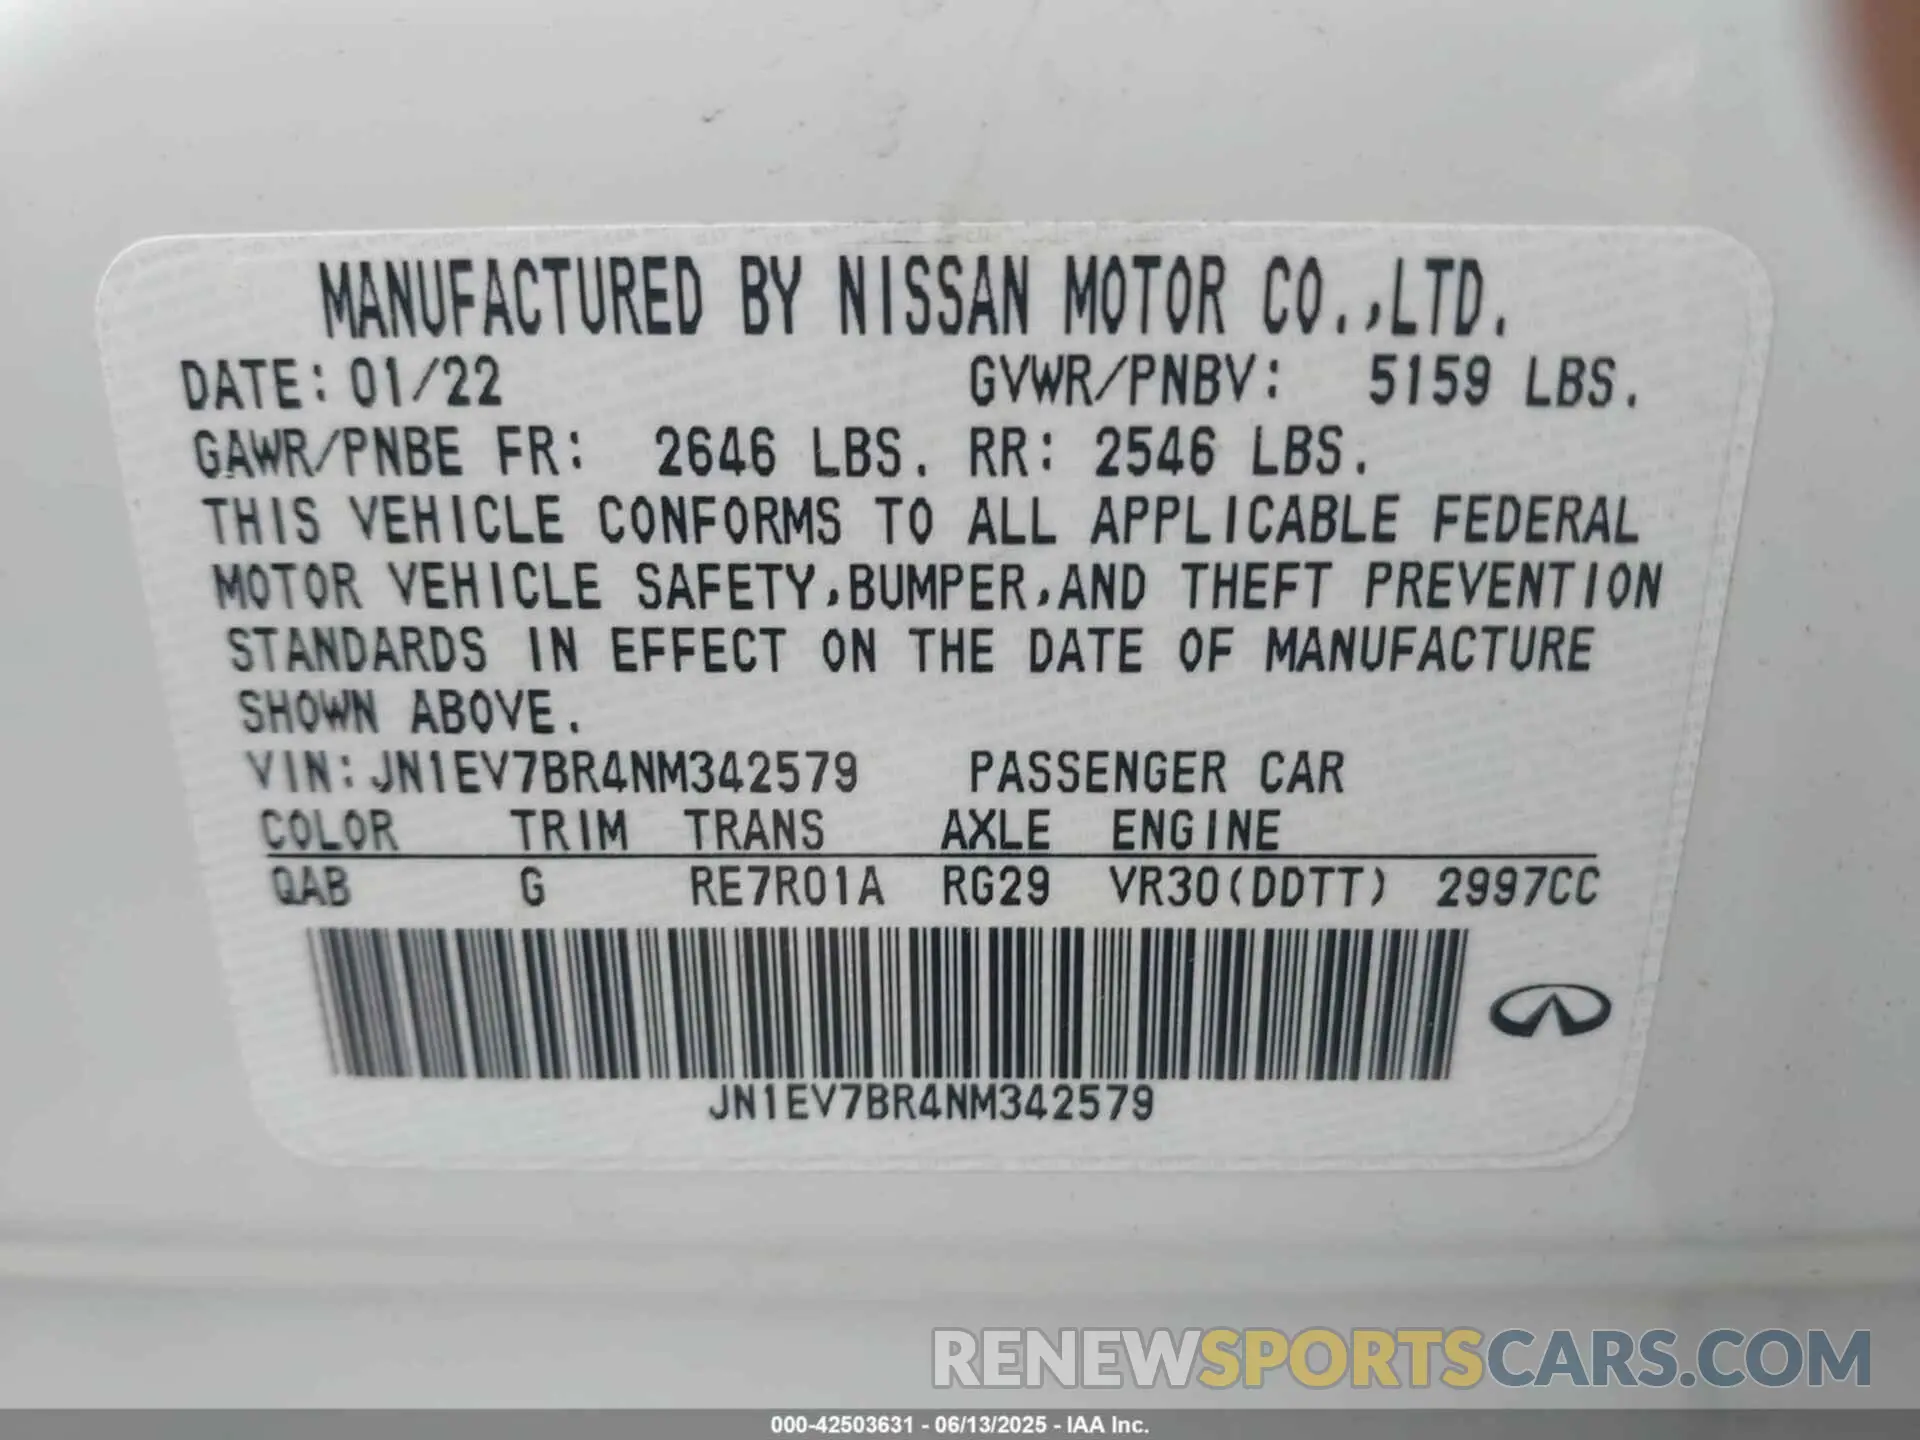 MANUFACTURED BY NISSAN MOTOR CO.,LTD.
DATE: 01/22 GVWR/PNBV: 5159 LBS.
GAWR/PNBE FR: 2646 LBS. RR: 2546 LBS.
THIS VEHICLE CONFORMS TO ALL APPLICABLE FEDERAL
MOTOR VEHICLE SAFETY,BUMPER,AND THEFT PREVENTION
STANDARDS IN EFFECT ON THE DATE OF MANUFACTURE
SHOWN ABOVE.
VIN:JN1EV7BR4NM342579 PASSENGER CAR
COLOR TRIM TRANS AXLE ENGINE
QAB G RE7R01A RG29 VR30(DDTT) 2997CC
JN1EV7BR4NM342579
RENEWSPORTSCARS.COM
000-42503631 - 06/13/2025 - IAA Inc.